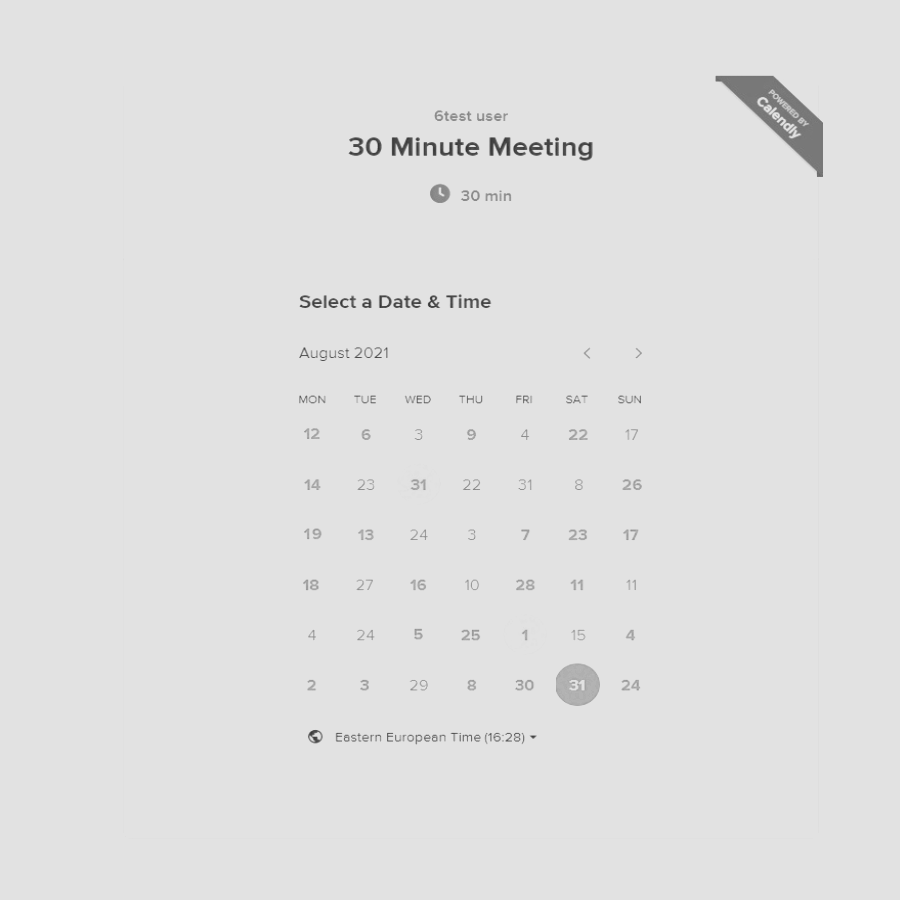 POWERED BY
Calendly
6test user
30 Minute Meeting
30 min
Select a Date & Time
August 2021
MON TUE WED THU FRI SAT SUN
12 6 3 9 4 22 17
14 23 31 22 31 8 26
19 13 24 3 7 23 17
18 27 16 10 28 11 11
4 24 5 25 1 15 4
2 3 29 8 30 31 24
Eastern European Time (16:28)